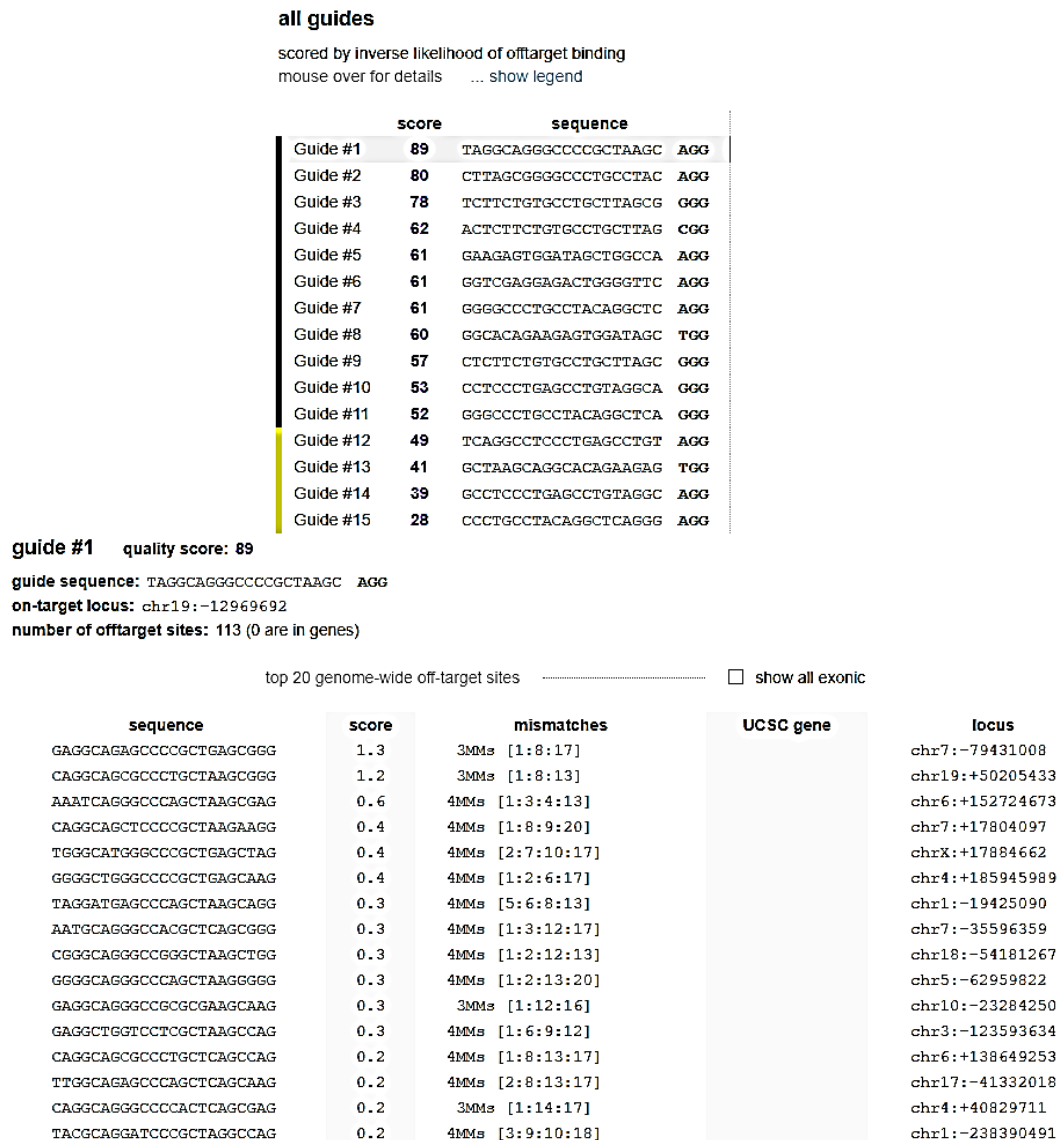 all guides
scored by inverse likelihood of offtarget binding
mouse over for details ... show legend
score sequence
Guide #1 89 TAGGCAGGGCCCCGCTAAGC AGG
Guide #2 80 CTTAGCGGGGCCCTGCCTAC AGG
Guide #3 78 TCTTCTGTGCCTGCTTAGCG GGG
Guide #4 62 ACTCTTCTGTGCCTGCTTAG CGG
Guide #5 61 GAAGAGTGGATAGCTGGCCA AGG
Guide #6 61 GGTCGAGGAGACTGGGGTTC AGG
Guide #7 61 GGGGCCCTGCCTACAGGCTC AGG
Guide #8 60 GGCACAGAAGAGTGGATAGC TGG
Guide #9 57 CTCTTCTGTGCCTGCTTAGC GGG
Guide #10 53 CCTCCCTGAGCCTGTAGGCA GGG
Guide #11 52 GGGCCCTGCCTACAGGCTCA GGG
Guide #12 49 TCAGGCCTCCCTGAGCCTGT AGG
Guide #13 41 GCTAAGCAGGCACAGAAGAG TGG
Guide #14 39 GCCTCCCTGAGCCTGTAGGC AGG
Guide #15 28 CCCTGCCTACAGGCTCAGGG AGG
guide #1 quality score: 89
guide sequence: TAGGCAGGGCCCCGCTAAGC AGG
on-target locus: chr19:-12969692
number of offtarget sites: 113 (0 are in genes)
top 20 genome-wide off-target sites show all exonic
sequence score mismatches UCSC gene locus
GAGGCAGAGCCCCGCTGAGCGGG 1.3 3MMs [1:8:17] chr7:-79431008
CAGGCAGCGCCCTGCTAAGCGGG 1.2 3MMs [1:8:13] chr19:+50205433
AAATCAGGGCCCAGCTAAGCGAG 0.6 4MMs [1:3:4:13] chr6:+152724673
CAGGCAGCTCCCCGCTAAGAAGG 0.4 4MMs [1:8:9:20] chr7:+17804097
TGGGCATGGGCCCGCTGAGCTAG 0.4 4MMs [2:7:10:17] chrX:+17884662
GGGGCTGGGCCCCGCTGAGCAAG 0.4 4MMs [1:2:6:17] chr4:+185945989
TAGGATGAGCCCAGCTAAGCAGG 0.3 4MMs [5:6:8:13] chr1:-19425090
AATGCAGGGCCACGCTCAGCGGG 0.3 4MMs [1:3:12:17] chr7:-35596359
CGGGCAGGGCCGGGCTAAGCTGG 0.3 4MMs [1:2:12:13] chr18:-54181267
GGGGCAGGGCCCAGCTAAGGGGG 0.3 4MMs [1:2:13:20] chr5:-62959822
GAGGCAGGGCCGCGCGAAGCAAG 0.3 3MMs [1:12:16] chr10:-23284250
GAGGCTGGTCCTCGCTAAGCCAG 0.3 4MMs [1:6:9:12] chr3:-123593634
CAGGCAGCGCCCTGCTCAGCCAG 0.2 4MMs [1:8:13:17] chr6:+138649253
TTGGCAGAGCCCAGCTCAGCAAG 0.2 4MMs [2:8:13:17] chr17:-41332018
CAGGCAGGGCCCCACTCAGCGAG 0.2 3MMs [1:14:17] chr4:+40829711
TACGCAGGATCCCGCTAGGCCAG 0.2 4MMs [3:9:10:18] chr1:-238390491